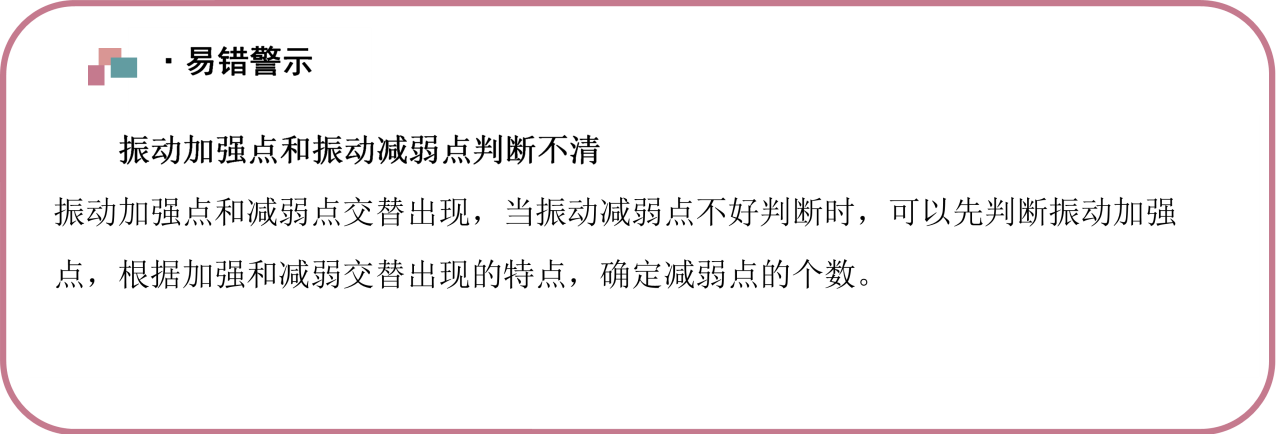 ·易错警示
振动加强点和振动减弱点判断不清
振动加强点和减弱点交替出现，当振动减弱点不好判断时，可以先判断振动加强
点，根据加强和减弱交替出现的特点，确定减弱点的个数。